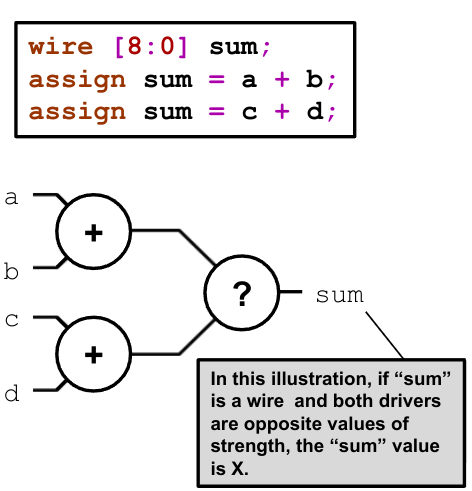 wire [8:0] sum;
assign sum = a + b;
assign sum = c + d;
a
+
b
?
sum
c
+
d
In this illustration, if “sum”
is a wire and both drivers
are opposite values of
strength, the “sum” value
is X.